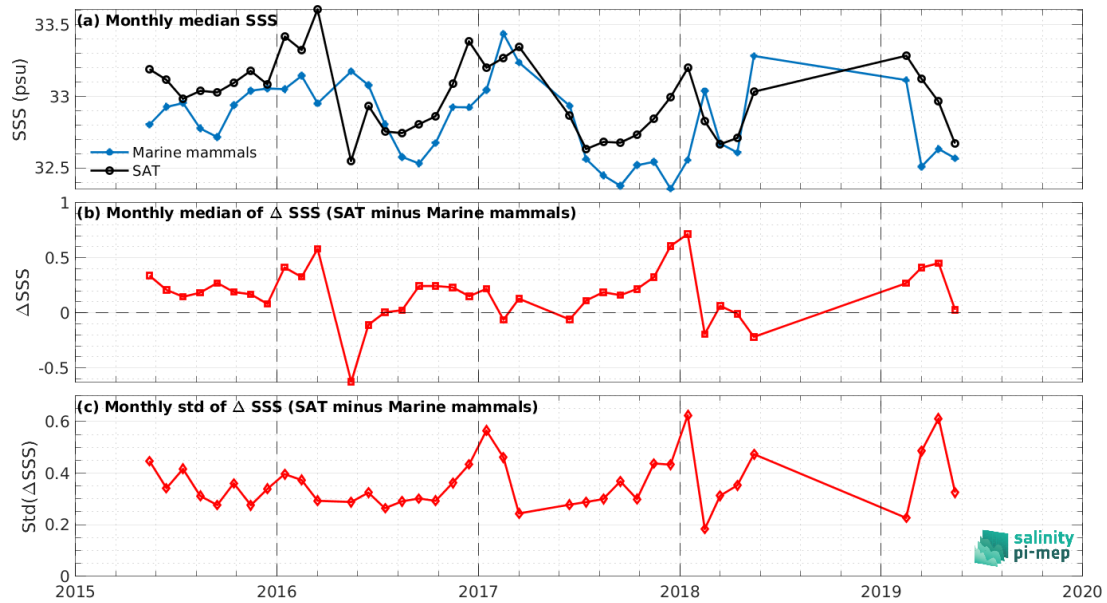 (a) Monthly median SSS
33.5
33
32.5
SSS (psu)
Marine mammals
SAT
(b) Monthly median of Δ SSS (SAT minus Marine mammals)
1
0.5
0
-0.5
ΔSSS
(c) Monthly std of Δ SSS (SAT minus Marine mammals)
0.6
0.4
0.2
0
Std(ΔSSS)
salinity
pi-mep
2015 2016 2017 2018 2019 2020